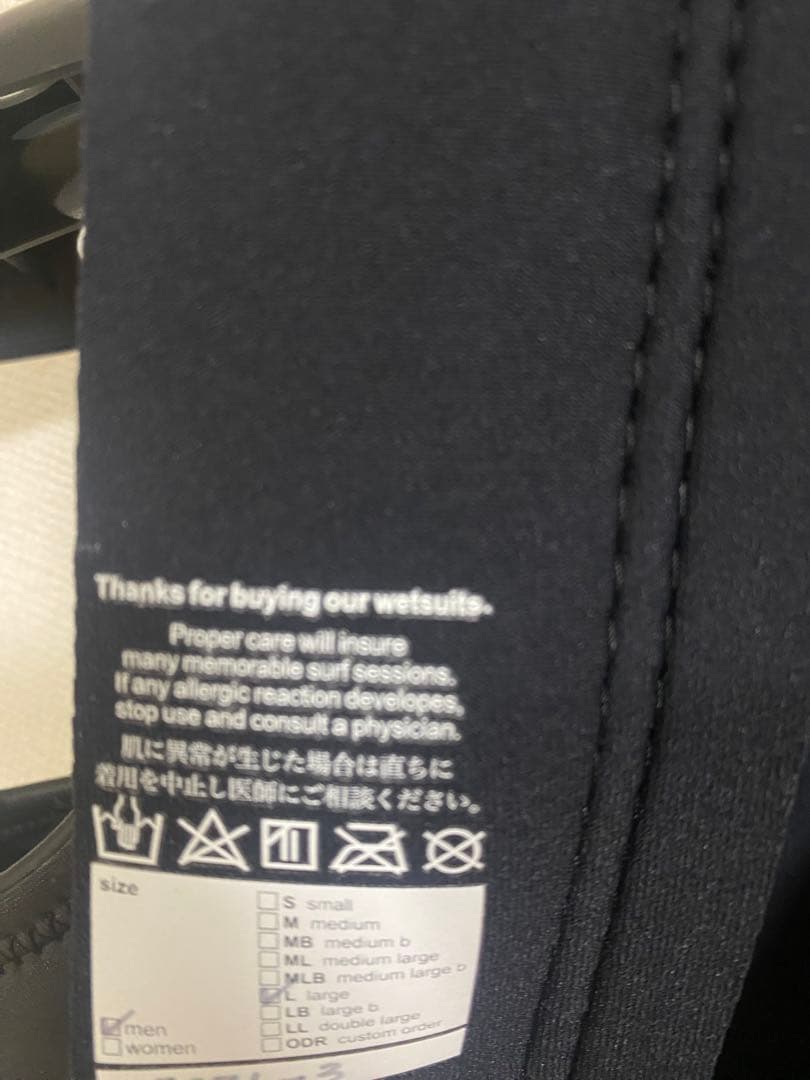 Thanks for buying our wetsuits.
Proper care will insure
many memorable surf sessions.
If any allergic reaction developes,
stop use and consult a physician.
肌に異常が生じた場合は直ちに
着用を中止し医師にご相談ください。
size
S small
M medium
MB medium b
ML medium large
MLB medium large b
L large
LB large b
LL double large
ODR custom order
men
women